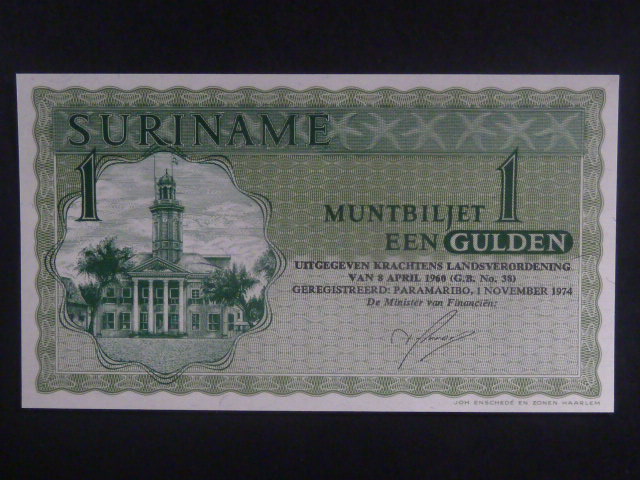 SURINAME
1
1
MUNTBILJET
EEN GULDEN
UITGEGEVEN KRACHTENS LANDSVERORDENING
VAN 8 APRIL 1960 (G.B. No. 38)
GEREGISTREERD: PARAMARIBO, 1 NOVEMBER 1974
De Minister van Financiën:
JOH. ENSCHEDÉ EN ZONEN HAARLEM